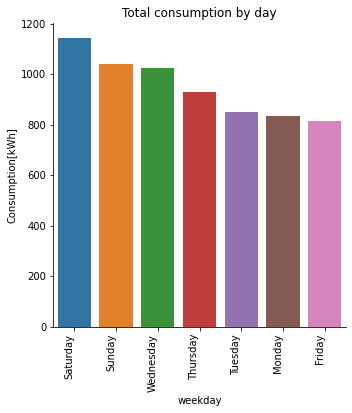 Total consumption by day
Consumption[kWh]
1200
1000
800
600
400
200
0
Saturday
Sunday
Wednesday
Thursday
Tuesday
Monday
Friday
weekday